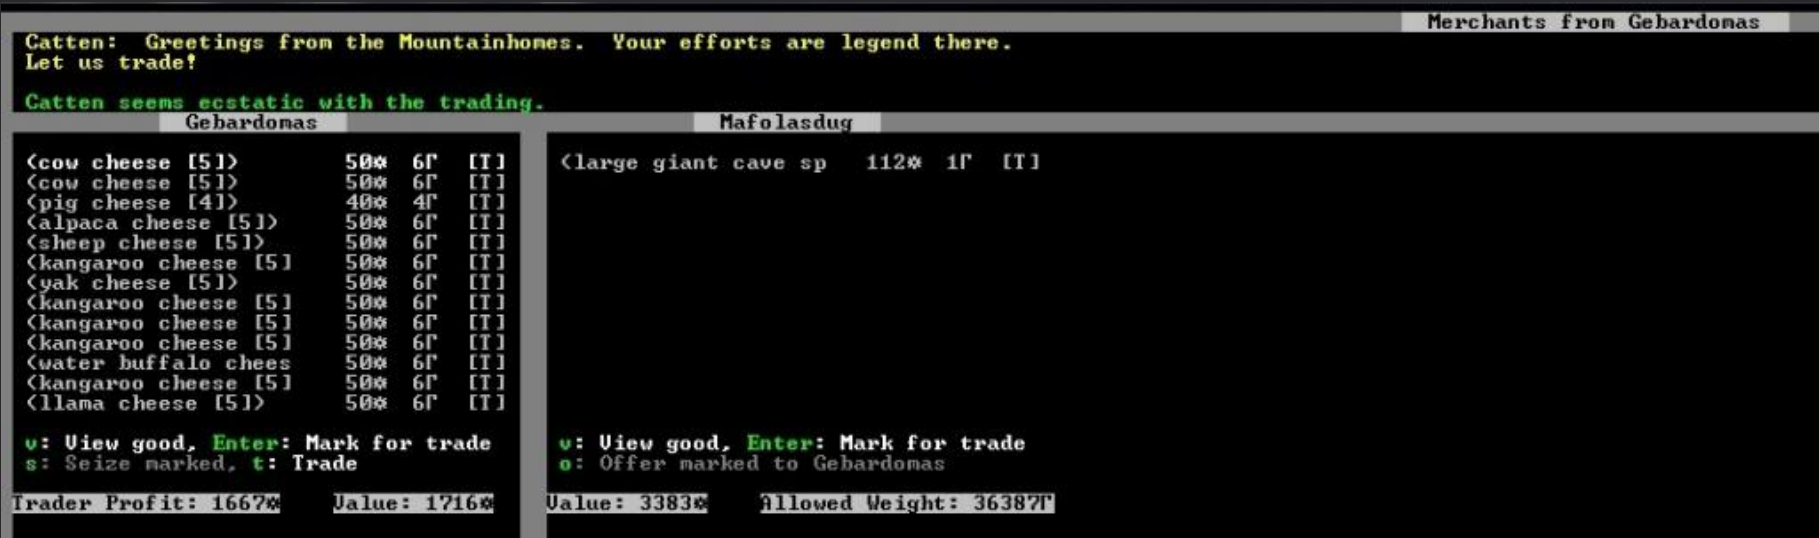 Merchants from Gebardomas
Catten:  Greetings from the Mountainhomes.  Your efforts are legend there.
Let us trade!
Catten seems ecstatic with the trading.
Gebardomas
(cow cheese [5]) 50☼ 6Γ [T]
(cow cheese [5]) 50☼ 6Γ [T]
(pig cheese [4]) 40☼ 4Γ [T]
(alpaca cheese [5]) 50☼ 6Γ [T]
(sheep cheese [5]) 50☼ 6Γ [T]
(kangaroo cheese [5] 50☼ 6Γ [T]
(yak cheese [5]) 50☼ 6Γ [T]
(kangaroo cheese [5] 50☼ 6Γ [T]
(kangaroo cheese [5] 50☼ 6Γ [T]
(kangaroo cheese [5] 50☼ 6Γ [T]
(water buffalo chees 50☼ 6Γ [T]
(kangaroo cheese [5] 50☼ 6Γ [T]
(llama cheese [5]) 50☼ 6Γ [T]
v: View good, Enter: Mark for trade
s: Seize marked, t: Trade
Trader Profit: 1667☼ Value: 1716☼
Mafolasdug
(large giant cave sp 112☼ 1Γ [T]
v: View good, Enter: Mark for trade
o: Offer marked to Gebardomas
Value: 3383☼ Allowed Weight: 36387Γ